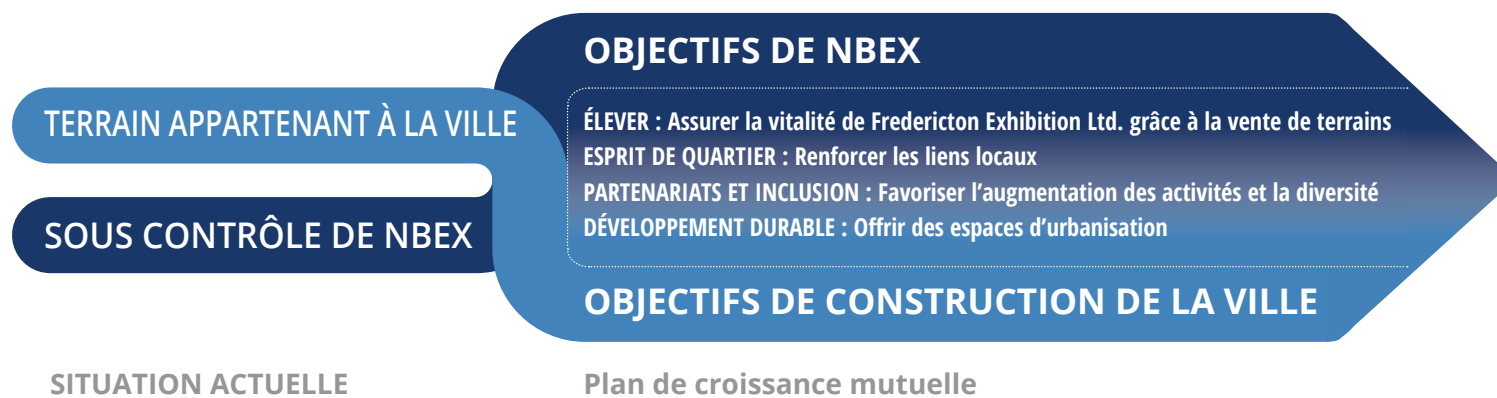 OBJECTIFS DE NBEX
TERRAIN APPARTENANT À LA VILLE
SOUS CONTRÔLE DE NBEX
ÉLEVER : Assurer la vitalité de Fredericton Exhibition Ltd. grâce à la vente de terrains
ESPRIT DE QUARTIER : Renforcer les liens locaux
PARTENARIATS ET INCLUSION : Favoriser l’augmentation des activités et la diversité
DÉVELOPPEMENT DURABLE : Offrir des espaces d’urbanisation
OBJECTIFS DE CONSTRUCTION DE LA VILLE
SITUATION ACTUELLE
Plan de croissance mutuelle